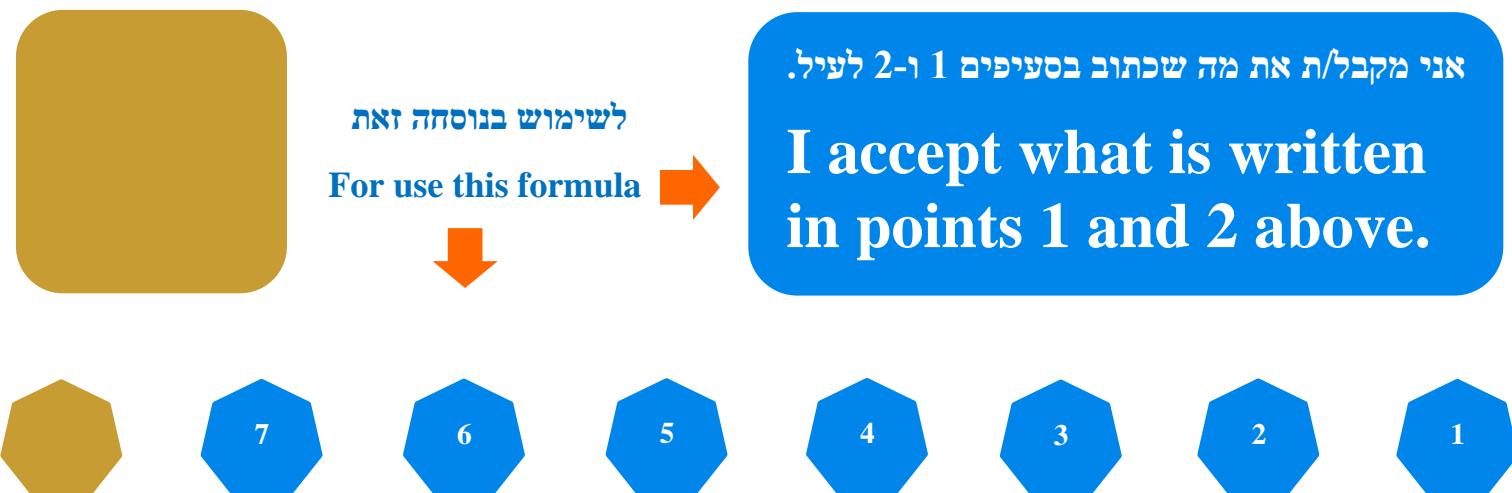 אני מקבל/ת את מה שכתוב בסעיפים 1 ו-2 לעיל.
I accept what is written
in points 1 and 2 above.
לשימוש בנוסחה זאת
For use this formula
1
2
3
4
5
6
7